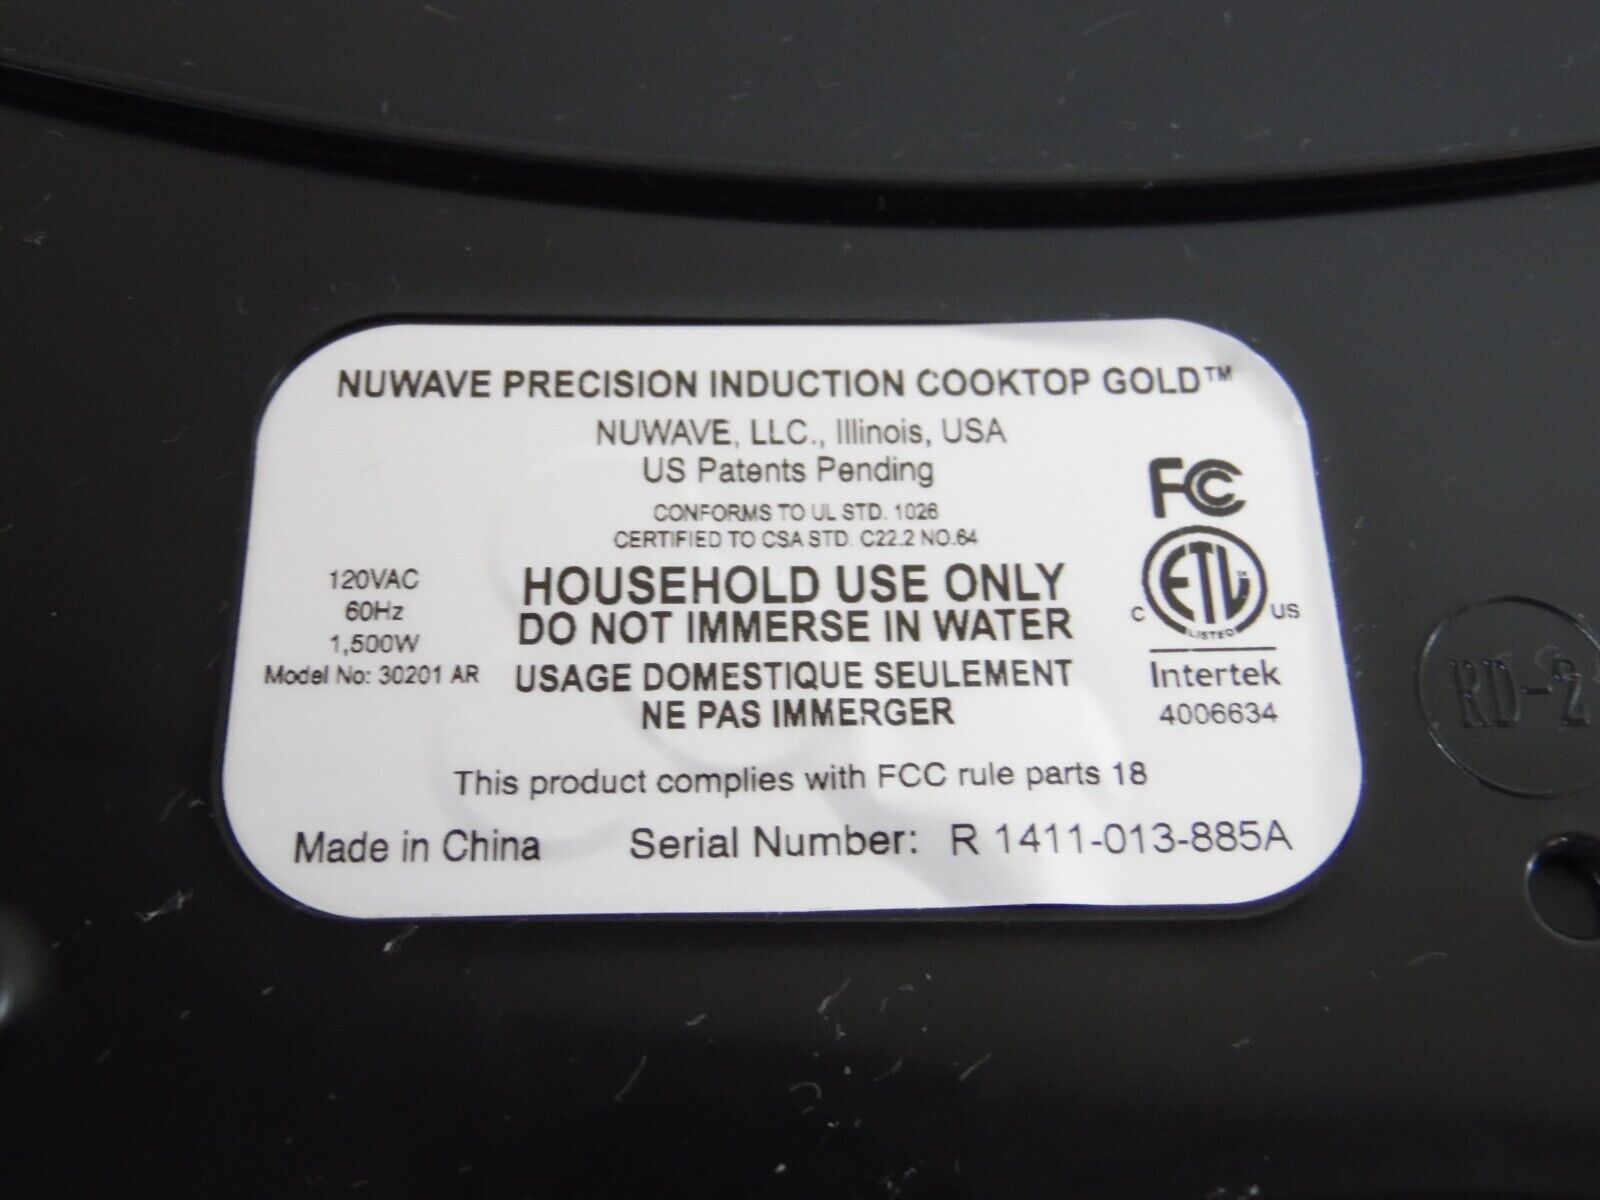 NUWAVE PRECISION INDUCTION COOKTOP GOLD™
NUWAVE, LLC., Illinois, USA
US Patents Pending
CONFORMS TO UL STD. 1026
CERTIFIED TO CSA STD. C22.2 NO.64
120VAC
60Hz
1,500W
Model No: 30201 AR
HOUSEHOLD USE ONLY
DO NOT IMMERSE IN WATER
USAGE DOMESTIQUE SEULEMENT
NE PAS IMMERGER
FCC
ETL
C US
LISTED
Intertek
4006634
This product complies with FCC rule parts 18
Made in China Serial Number: R 1411-013-885A
RD-2